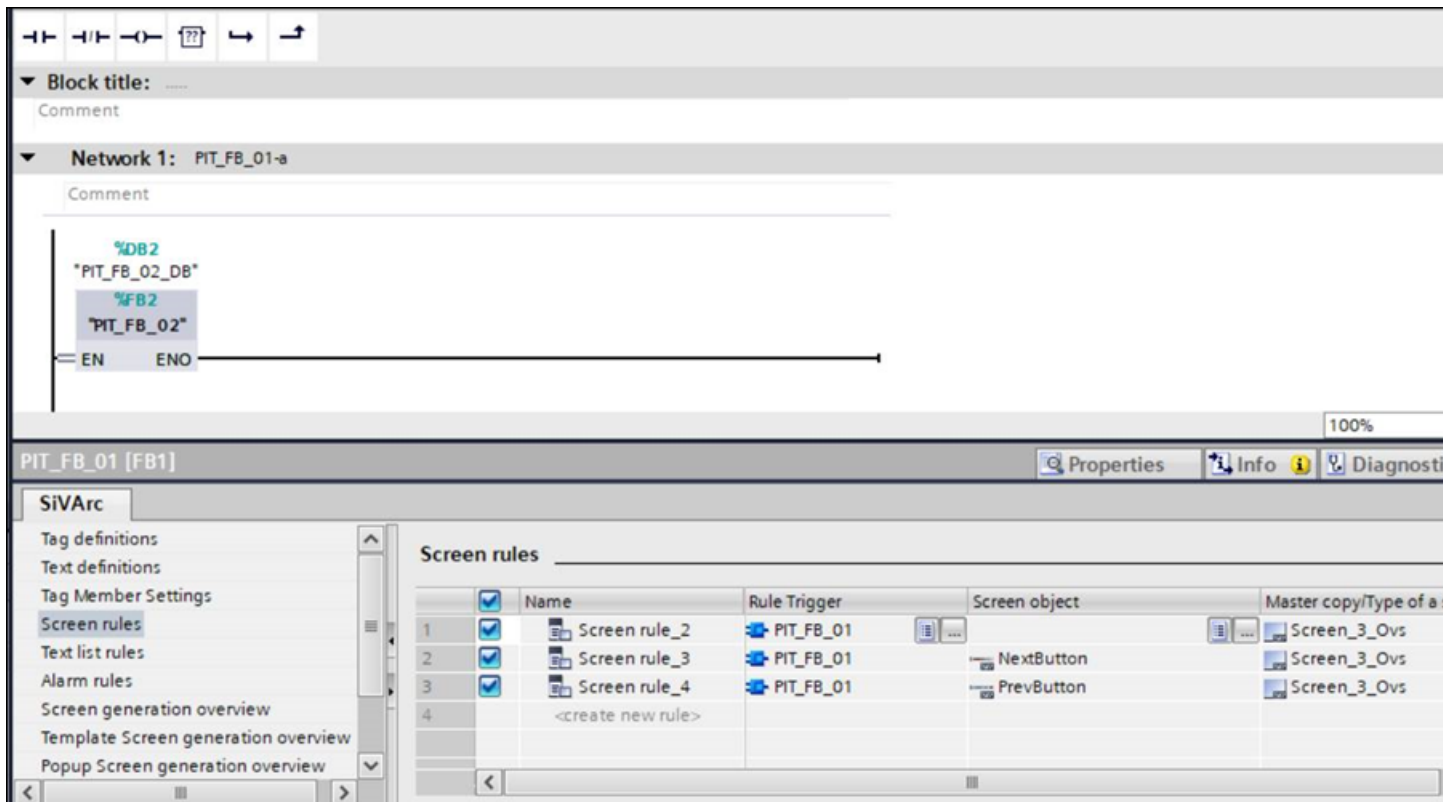 ??
Block title: .....
Comment
Network 1: PIT_FB_01-a
Comment
%DB2
"PIT_FB_02_DB"
%FB2
"PIT_FB_02"
EN ENO
100%
PIT_FB_01 [FB1]
Properties Info Diagnosti
SiVArc
Tag definitions
Text definitions
Tag Member Settings
Screen rules
Text list rules
Alarm rules
Screen generation overview
Template Screen generation overview
Popup Screen generation overview
Screen rules
Name Rule Trigger Screen object Master copy/Type of a
1 Screen rule_2 PIT_FB_01 ... ... Screen_3_Ovs
2 Screen rule_3 PIT_FB_01 NextButton Screen_3_Ovs
3 Screen rule_4 PIT_FB_01 PrevButton Screen_3_Ovs
4 <create new rule>